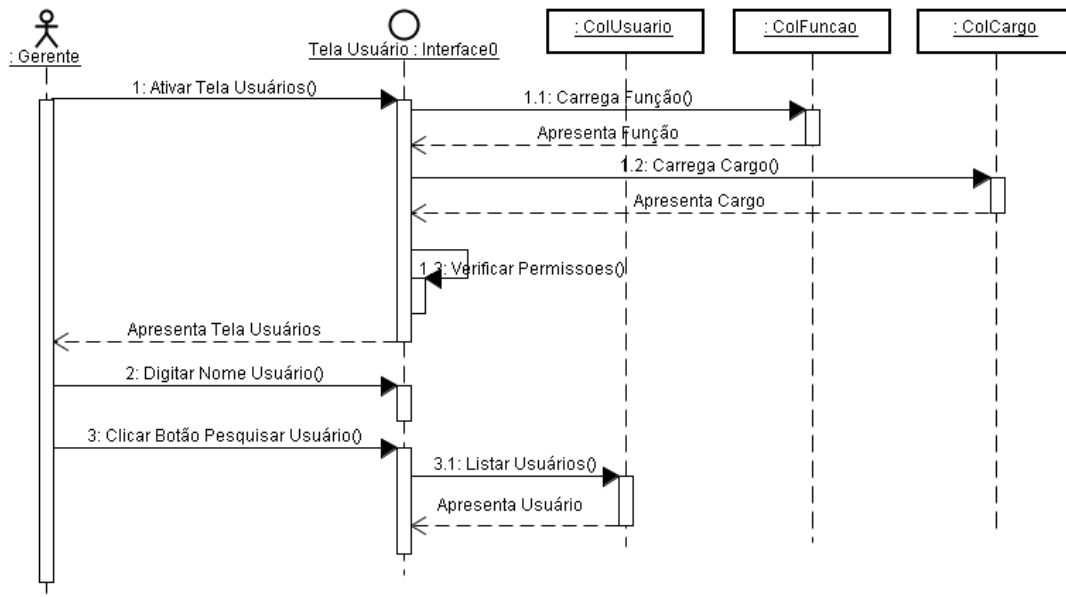 : Gerente
Tela Usuário : Interface0
: ColUsuario
: ColFuncao
: ColCargo
1: Ativar Tela Usuários()
1.1: Carrega Função()
Apresenta Função
1.2: Carrega Cargo()
Apresenta Cargo
1.3: Verificar Permissoes()
Apresenta Tela Usuários
2: Digitar Nome Usuário()
3: Clicar Botão Pesquisar Usuário()
3.1: Listar Usuários()
Apresenta Usuário